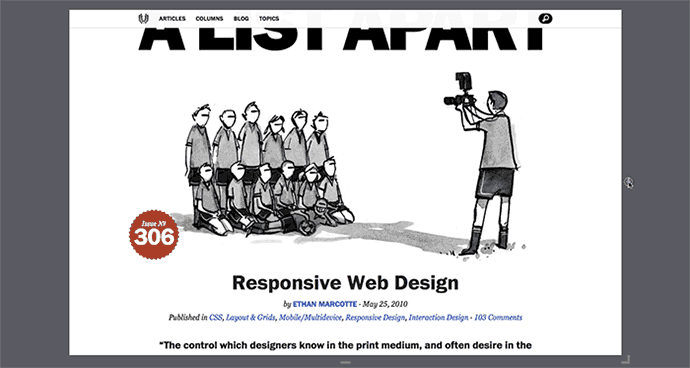 ARTICLES COLUMNS BLOG TOPICS
A LIST APART
Issue №
306
Responsive Web Design
by ETHAN MARCOTTE · May 25, 2010
Published in CSS, Layout & Grids, Mobile/Multidevice, Responsive Design, Interaction Design · 103 Comments
“The control which designers know in the print medium, and often desire in the